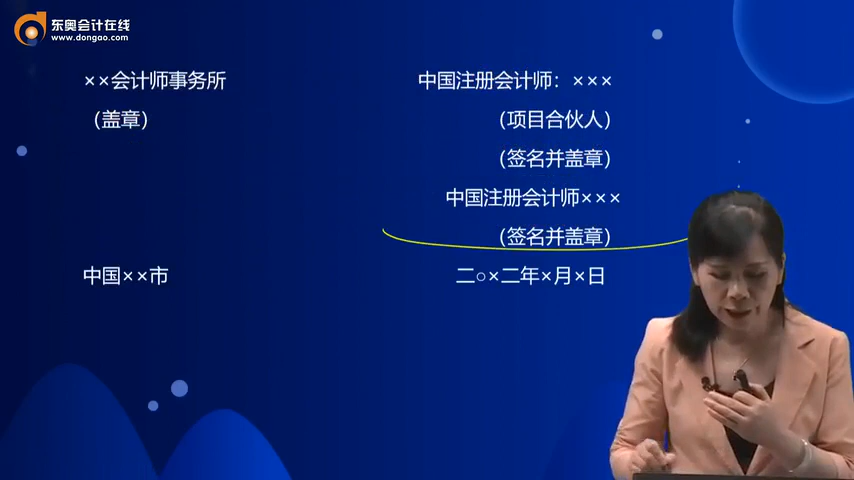 东奥会计在线
www.dongao.com
××会计师事务所
（盖章）
中国注册会计师：×××
（项目合伙人）
（签名并盖章）
中国注册会计师×××
（签名并盖章）
中国××市
二○×二年×月×日